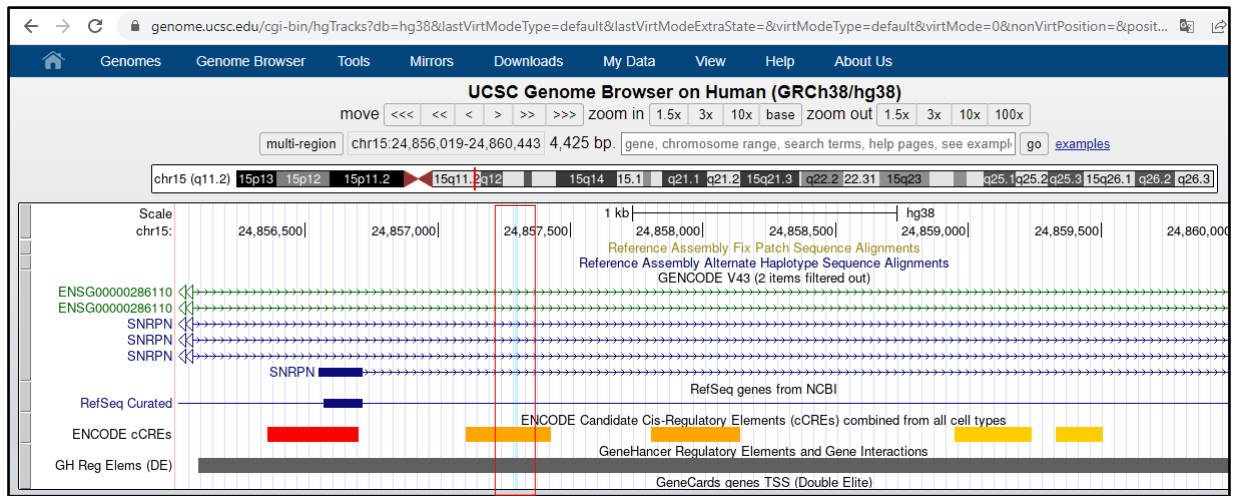 genome.ucsc.edu/cgi-bin/hgTracks?db=hg38&lastVirtModeType=default&lastVirtModeExtraState=&virtModeType=default&virtMode=0&nonVirtPosition=&posit...
Genomes Genome Browser Tools Mirrors Downloads My Data View Help About Us
UCSC Genome Browser on Human (GRCh38/hg38)
move <<< << < > >> >>> zoom in 1.5x 3x 10x base zoom out 1.5x 3x 10x 100x
multi-region chr15:24,856,019-24,860,443 4,425 bp. gene, chromosome range, search terms, help pages, see exampl go examples
chr15 (q11.2) 15p13 15p12 15p11.2 15q11.2 q12 15q14 15.1 q21.1 q21.2 15q21.3 q22.2 22.31 15q23 q25.1 q25.2 q25.3 15q26.1 q26.2 q26.3
Scale 1 kb hg38
chr15: 24,856,500 24,857,000 24,857,500 24,858,000 24,858,500 24,859,000 24,859,500 24,860,000
Reference Assembly Fix Patch Sequence Alignments
Reference Assembly Alternate Haplotype Sequence Alignments
GENCODE V43 (2 items filtered out)
ENSG00000286110
ENSG00000286110
SNRPN
SNRPN
SNRPN
SNRPN
RefSeq genes from NCBI
RefSeq Curated
ENCODE Candidate Cis-Regulatory Elements (cCREs) combined from all cell types
ENCODE cCREs
GeneHancer Regulatory Elements and Gene Interactions
GH Reg Elems (DE)
GeneCards genes TSS (Double Elite)